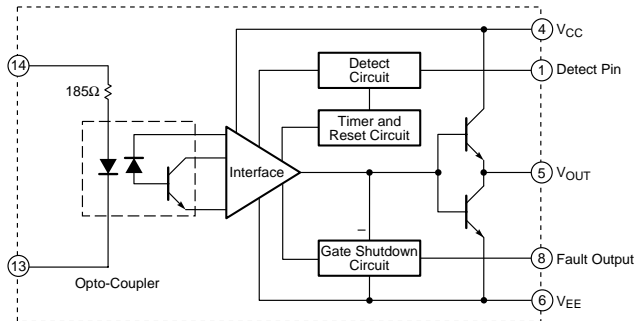 4 VCC
14
Detect
Circuit
1 Detect Pin
185Ω
Timer and
Reset Circuit
Interface
5 VOUT
–
Gate Shutdown
Circuit
8 Fault Output
13
Opto-Coupler
6 VEE